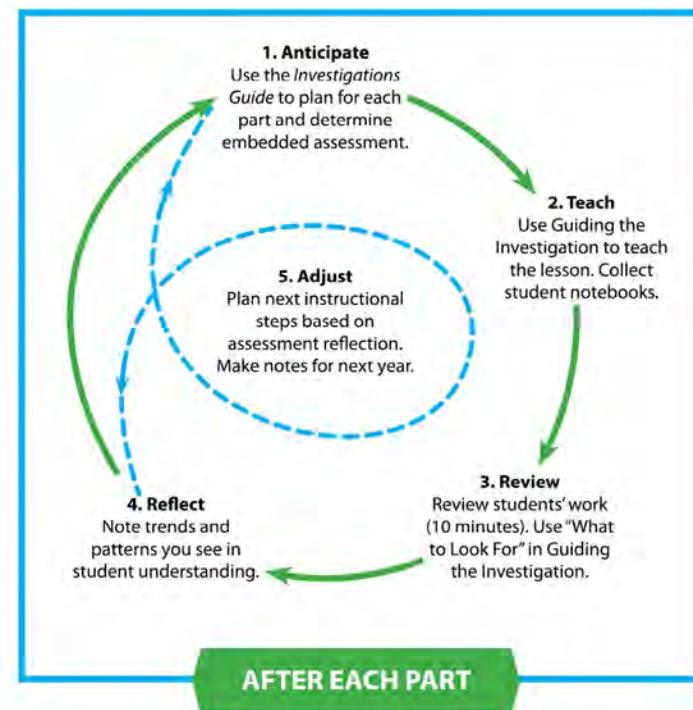 1. Anticipate
Use the Investigations
Guide to plan for each
part and determine
embedded assessment.
2. Teach
Use Guiding the
Investigation to teach
the lesson. Collect
student notebooks.
3. Review
Review students’ work
(10 minutes). Use “What
to Look For” in Guiding
the Investigation.
4. Reflect
Note trends and
patterns you see in
student understanding.
5. Adjust
Plan next instructional
steps based on
assessment reflection.
Make notes for next year.
AFTER EACH PART